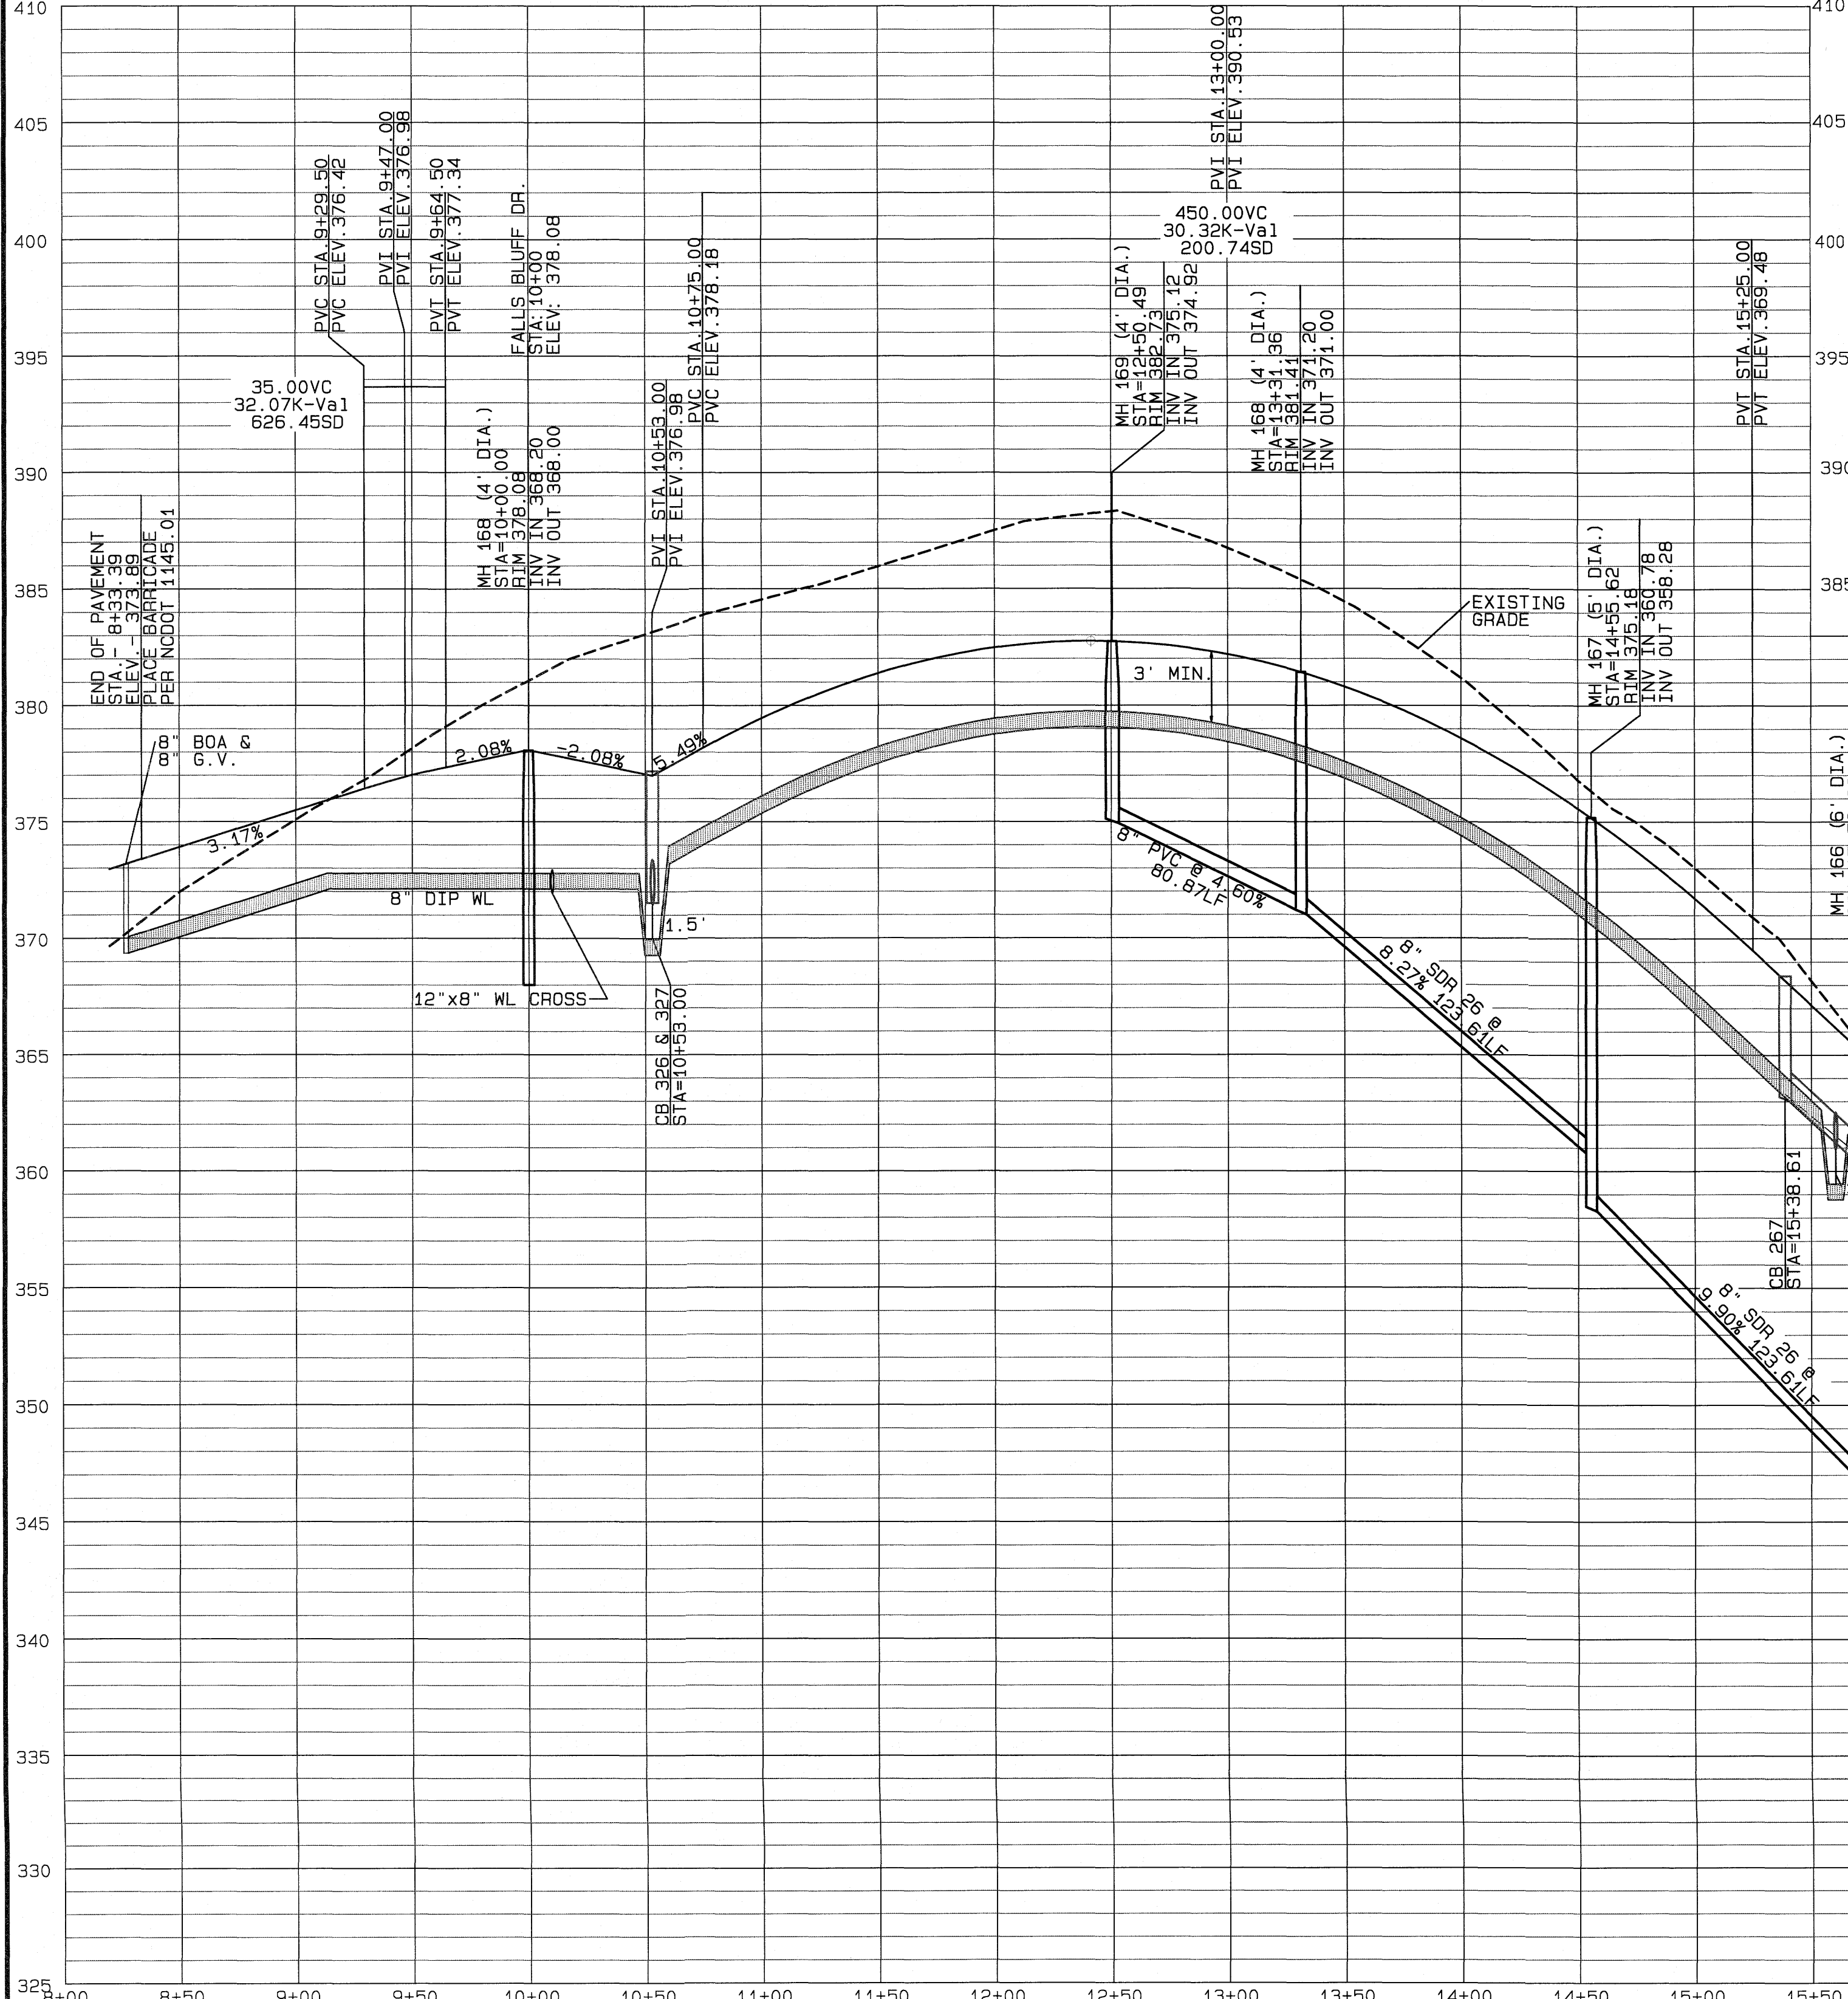 410
405
400
395
390
385
380
375
370
365
360
355
350
345
340
335
330
325
410
405
400
395
390
385
END OF PAVEMENT
STA.- 8+33.39
ELEV.- 373.89
PLACE BARRICADE
PER NCDOT 1145.01
8" BOA &
8" G.V.
3.17%
PVC STA.9+29.50
PVC ELEV.376.42
PVI STA.9+47.00
PVI ELEV.376.98
PVT STA.9+64.50
PVT ELEV.377.34
35.00VC
32.07K-Val
626.45SD
FALLS BLUFF DR.
STA: 10+00
ELEV: 378.08
MH 168 (4' DIA.)
STA=10+00.00
RIM 378.08
INV IN 368.20
INV OUT 368.00
2.08%
-2.08%
8" DIP WL
12"x8" WL CROSS
PVI STA.10+53.00
PVI ELEV.376.98
PVC STA.10+75.00
PVC ELEV.378.18
5.49%
1.5'
CB 326 & 327
STA=10+53.00
PVI STA.13+00.00
PVI ELEV.390.53
450.00VC
30.32K-Val
200.74SD
MH 169 (4' DIA.)
STA=12+50.49
RIM 382.73
INV IN 375.12
INV OUT 374.92
MH 168 (4' DIA.)
STA=13+31.36
RIM 381.41
INV IN 371.20
INV OUT 371.00
3' MIN.
8" PVC @ 4.60%
80.87LF
EXISTING
GRADE
8" SDR 26 @
8.27% 123.61LF
MH 167 (5' DIA.)
STA=14+55.62
RIM 375.18
INV IN 360.78
INV OUT 358.28
PVT STA.15+25.00
PVT ELEV.369.48
MH 166 (6' DIA.)
CB 267
STA=15+38.61
8" SDR 26 @
9.90% 123.61LF
8+00
8+50
9+00
9+50
10+00
10+50
11+00
11+50
12+00
12+50
13+00
13+50
14+00
14+50
15+00
15+50